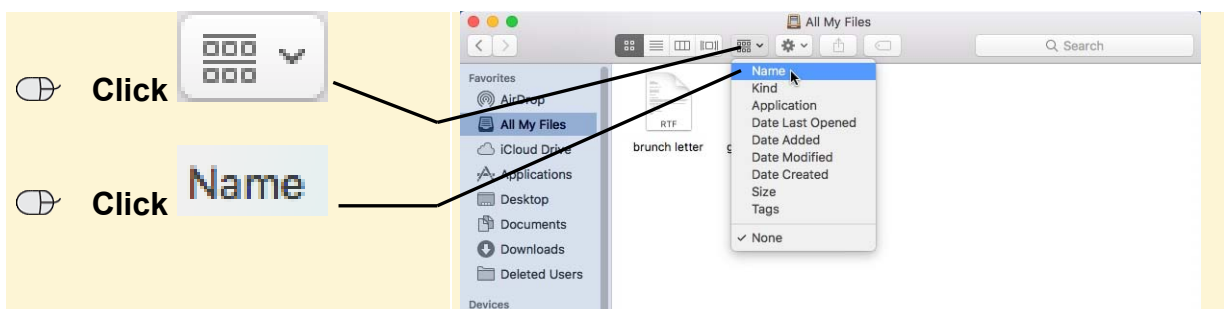 Click
Click Name
All My Files
Search
Favorites
AirDrop
All My Files
iCloud Drive
Applications
Desktop
Documents
Downloads
Deleted Users
Devices
RTF
brunch letter
Name
Kind
Application
Date Last Opened
Date Added
Date Modified
Date Created
Size
Tags
✓ None